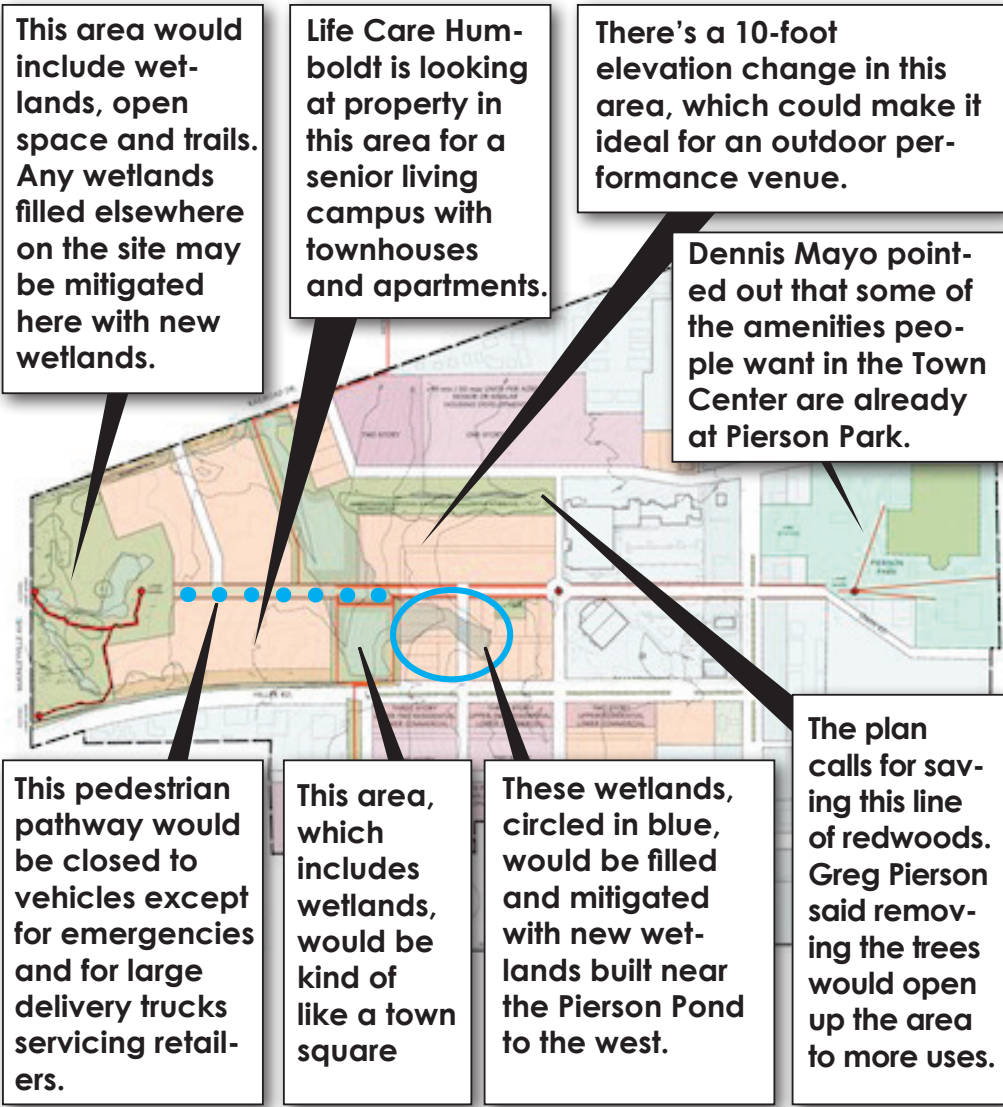 This area would
include wet-
lands, open
space and trails.
Any wetlands
filled elsewhere
on the site may
be mitigated
here with new
wetlands.
Life Care Hum-
boldt is looking
at property in
this area for a
senior living
campus with
townhouses
and apartments.
There's a 10-foot
elevation change in this
area, which could make it
ideal for an outdoor per-
formance venue.
Dennis Mayo point-
ed out that some of
the amenities peo-
ple want in the Town
Center are already
at Pierson Park.
RAILROAD DR.
TWO STORY
ONE STORY
PIERSON
PARK
HILLER RD.
This pedestrian
pathway would
be closed to
vehicles except
for emergencies
and for large
delivery trucks
servicing retail-
ers.
This area,
which
includes
wetlands,
would be
kind of
like a town
square
These wetlands,
circled in blue,
would be filled
and mitigated
with new wet-
lands built near
the Pierson Pond
to the west.
The plan
calls for sav-
ing this line
of redwoods.
Greg Pierson
said remov-
ing the trees
would open
up the area
to more uses.